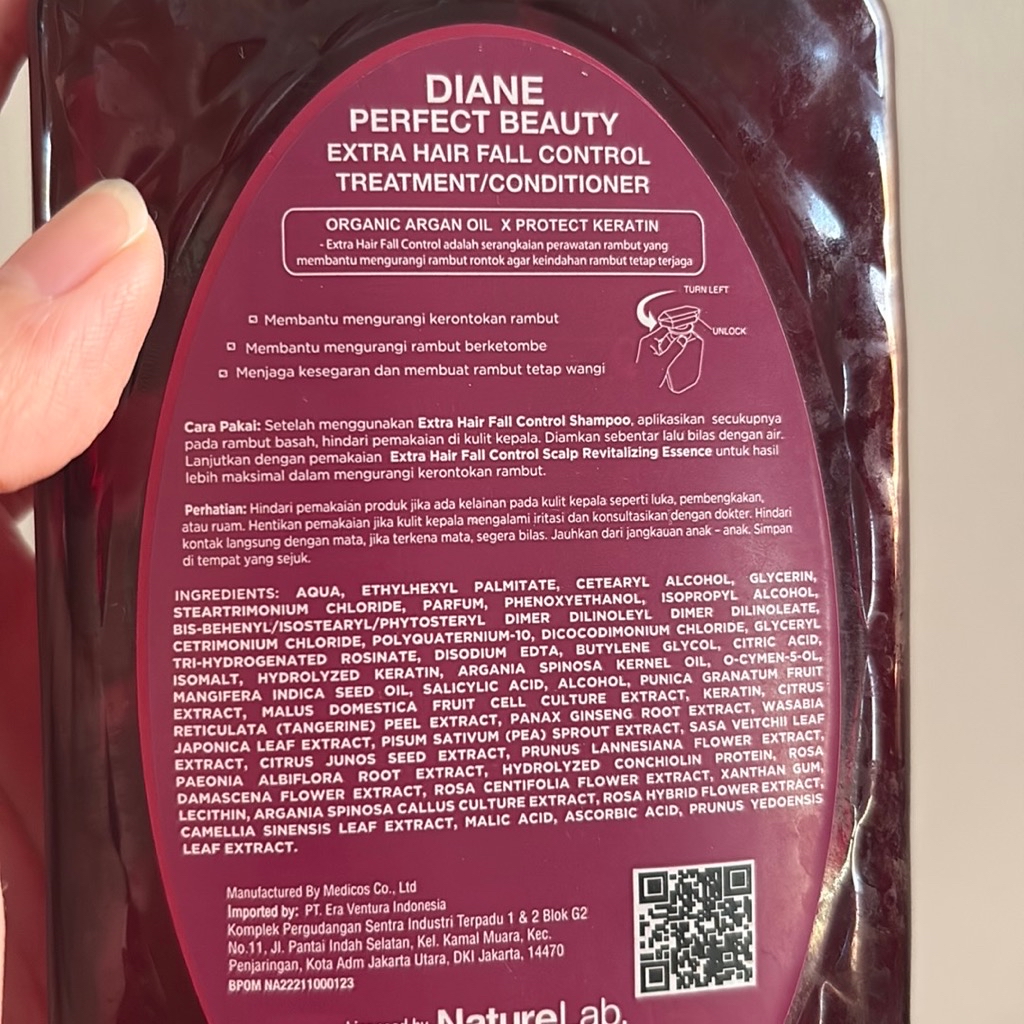 DIANE
PERFECT BEAUTY
EXTRA HAIR FALL CONTROL
TREATMENT/CONDITIONER
ORGANIC ARGAN OIL X PROTECT KERATIN
- Extra Hair Fall Control adalah serangkaian perawatan rambut yang
membantu mengurangi rambut rontok agar keindahan rambut tetap terjaga
TURN LEFT
UNLOCK
Membantu mengurangi kerontokan rambut
Membantu mengurangi rambut berketombe
Menjaga kesegaran dan membuat rambut tetap wangi
Cara Pakai: Setelah menggunakan Extra Hair Fall Control Shampoo, aplikasikan secukupnya
pada rambut basah, hindari pemakaian di kulit kepala. Diamkan sebentar lalu bilas dengan air.
Lanjutkan dengan pemakaian Extra Hair Fall Control Scalp Revitalizing Essence untuk hasil
lebih maksimal dalam mengurangi kerontokan rambut.
Perhatian: Hindari pemakaian produk jika ada kelainan pada kulit kepala seperti luka, pembengkakan,
atau ruam. Hentikan pemakaian jika kulit kepala mengalami iritasi dan konsultasikan dengan dokter. Hindari
kontak langsung dengan mata, jika terkena mata, segera bilas. Jauhkan dari jangkauan anak - anak. Simpan
di tempat yang sejuk.
INGREDIENTS: AQUA, ETHYLHEXYL PALMITATE, CETEARYL ALCOHOL, GLYCERIN,
STEARTRIMONIUM CHLORIDE, PARFUM, PHENOXYETHANOL, ISOPROPYL ALCOHOL,
BIS-BEHENYL/ISOSTEARYL/PHYTOSTERYL DIMER DILINOLEYL DIMER DILINOLEATE,
CETRIMONIUM CHLORIDE, POLYQUATERNIUM-10, DICOCODIMONIUM CHLORIDE, GLYCERYL
TRI-HYDROGENATED ROSINATE, DISODIUM EDTA, BUTYLENE GLYCOL, CITRIC ACID,
ISOMALT, HYDROLYZED KERATIN, ARGANIA SPINOSA KERNEL OIL, O-CYMEN-5-OL,
MANGIFERA INDICA SEED OIL, SALICYLIC ACID, ALCOHOL, PUNICA GRANATUM FRUIT
EXTRACT, MALUS DOMESTICA FRUIT CELL CULTURE EXTRACT, KERATIN, CITRUS
RETICULATA (TANGERINE) PEEL EXTRACT, PANAX GINSENG ROOT EXTRACT, WASABIA
JAPONICA LEAF EXTRACT, PISUM SATIVUM (PEA) SPROUT EXTRACT, SASA VEITCHII LEAF
EXTRACT, CITRUS JUNOS SEED EXTRACT, PRUNUS LANNESIANA FLOWER EXTRACT,
PAEONIA ALBIFLORA ROOT EXTRACT, HYDROLYZED CONCHIOLIN PROTEIN, ROSA
DAMASCENA FLOWER EXTRACT, ROSA CENTIFOLIA FLOWER EXTRACT, XANTHAN GUM,
LECITHIN, ARGANIA SPINOSA CALLUS CULTURE EXTRACT, ROSA HYBRID FLOWER EXTRACT,
CAMELLIA SINENSIS LEAF EXTRACT, MALIC ACID, ASCORBIC ACID, PRUNUS YEDOENSIS
LEAF EXTRACT.
Manufactured By Medicos Co., Ltd
Imported by: PT. Era Ventura Indonesia
Komplek Pergudangan Sentra Industri Terpadu 1 & 2 Blok G2
No.11, Jl. Pantai Indah Selatan, Kel. Kamal Muara, Kec.
Penjaringan, Kota Adm Jakarta Utara, DKI Jakarta, 14470
BPOM NA22211000123
by NatureLab.